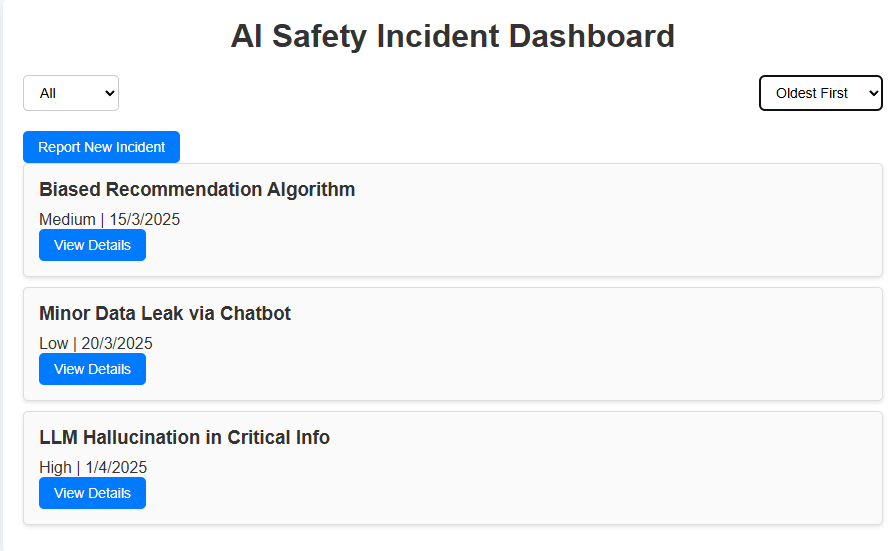 AI Safety Incident Dashboard
All
Oldest First
Report New Incident
Biased Recommendation Algorithm
Medium | 15/3/2025
View Details
Minor Data Leak via Chatbot
Low | 20/3/2025
View Details
LLM Hallucination in Critical Info
High | 1/4/2025
View Details